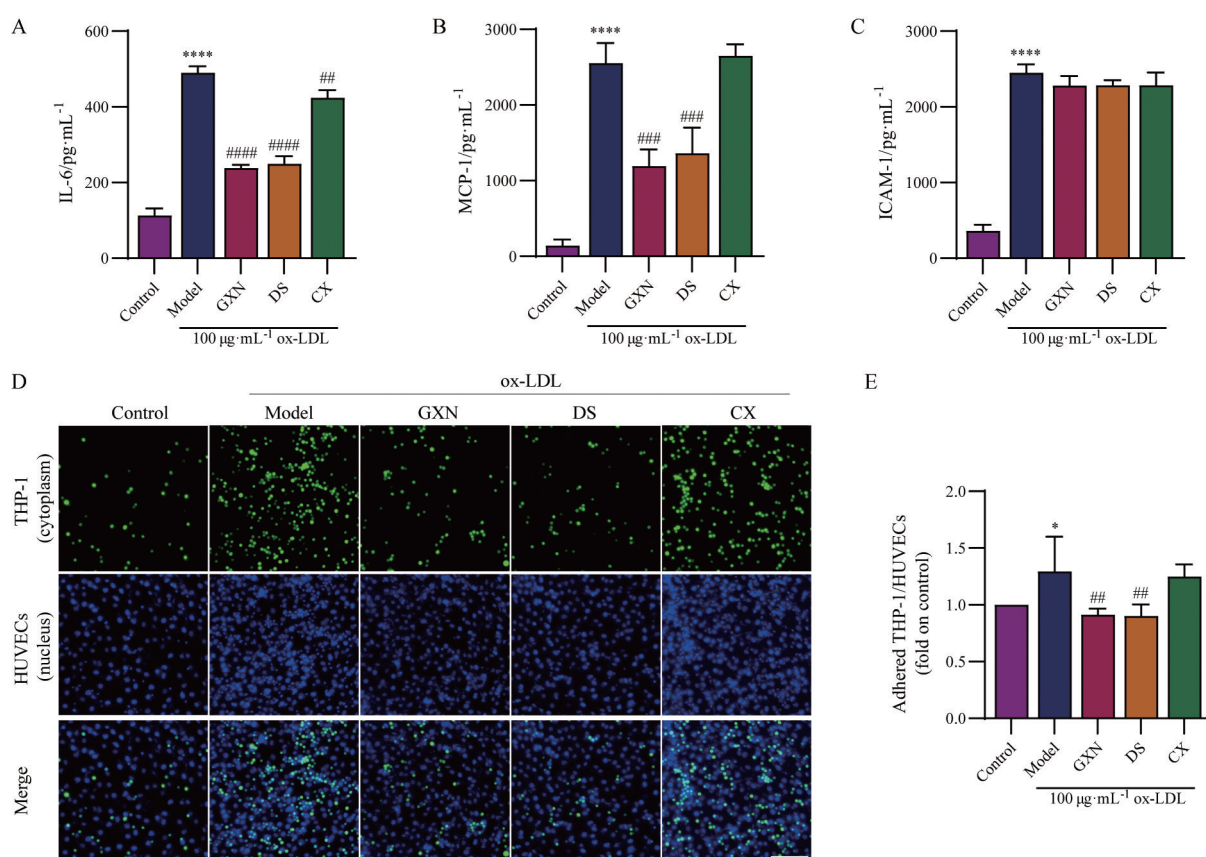 A
IL-6/pg·mL⁻¹
600
400
200
0
****
####
####
##
Control
Model
GXN
DS
CX
100 μg·mL⁻¹ ox-LDL
B
MCP-1/pg·mL⁻¹
3000
2000
1000
0
****
###
###
Control
Model
GXN
DS
CX
100 μg·mL⁻¹ ox-LDL
C
ICAM-1/pg·mL⁻¹
3000
2000
1000
0
****
Control
Model
GXN
DS
CX
100 μg·mL⁻¹ ox-LDL
D
ox-LDL
Control Model GXN DS CX
THP-1
(cytoplasm)
HUVECs
(nucleus)
Merge
E
Adhered THP-1/HUVECs
(fold on control)
2.0
1.5
1.0
0.5
0.0
*
##
##
Control
Model
GXN
DS
CX
100 μg·mL⁻¹ ox-LDL